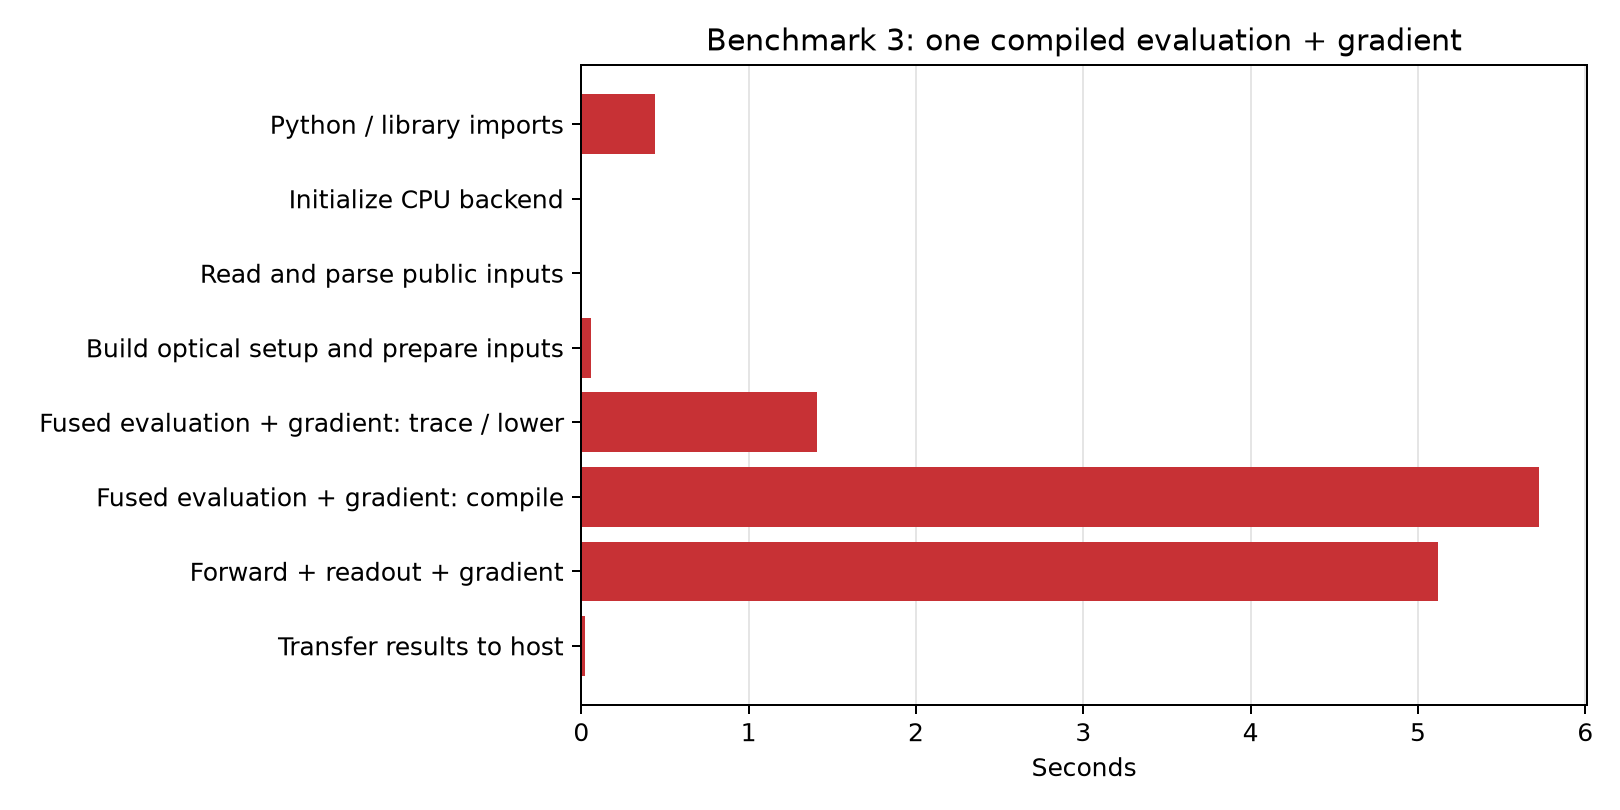 Benchmark 3: one compiled evaluation + gradient
Python / library imports
Initialize CPU backend
Read and parse public inputs
Build optical setup and prepare inputs
Fused evaluation + gradient: trace / lower
Fused evaluation + gradient: compile
Forward + readout + gradient
Transfer results to host
0 1 2 3 4 5 6
Seconds